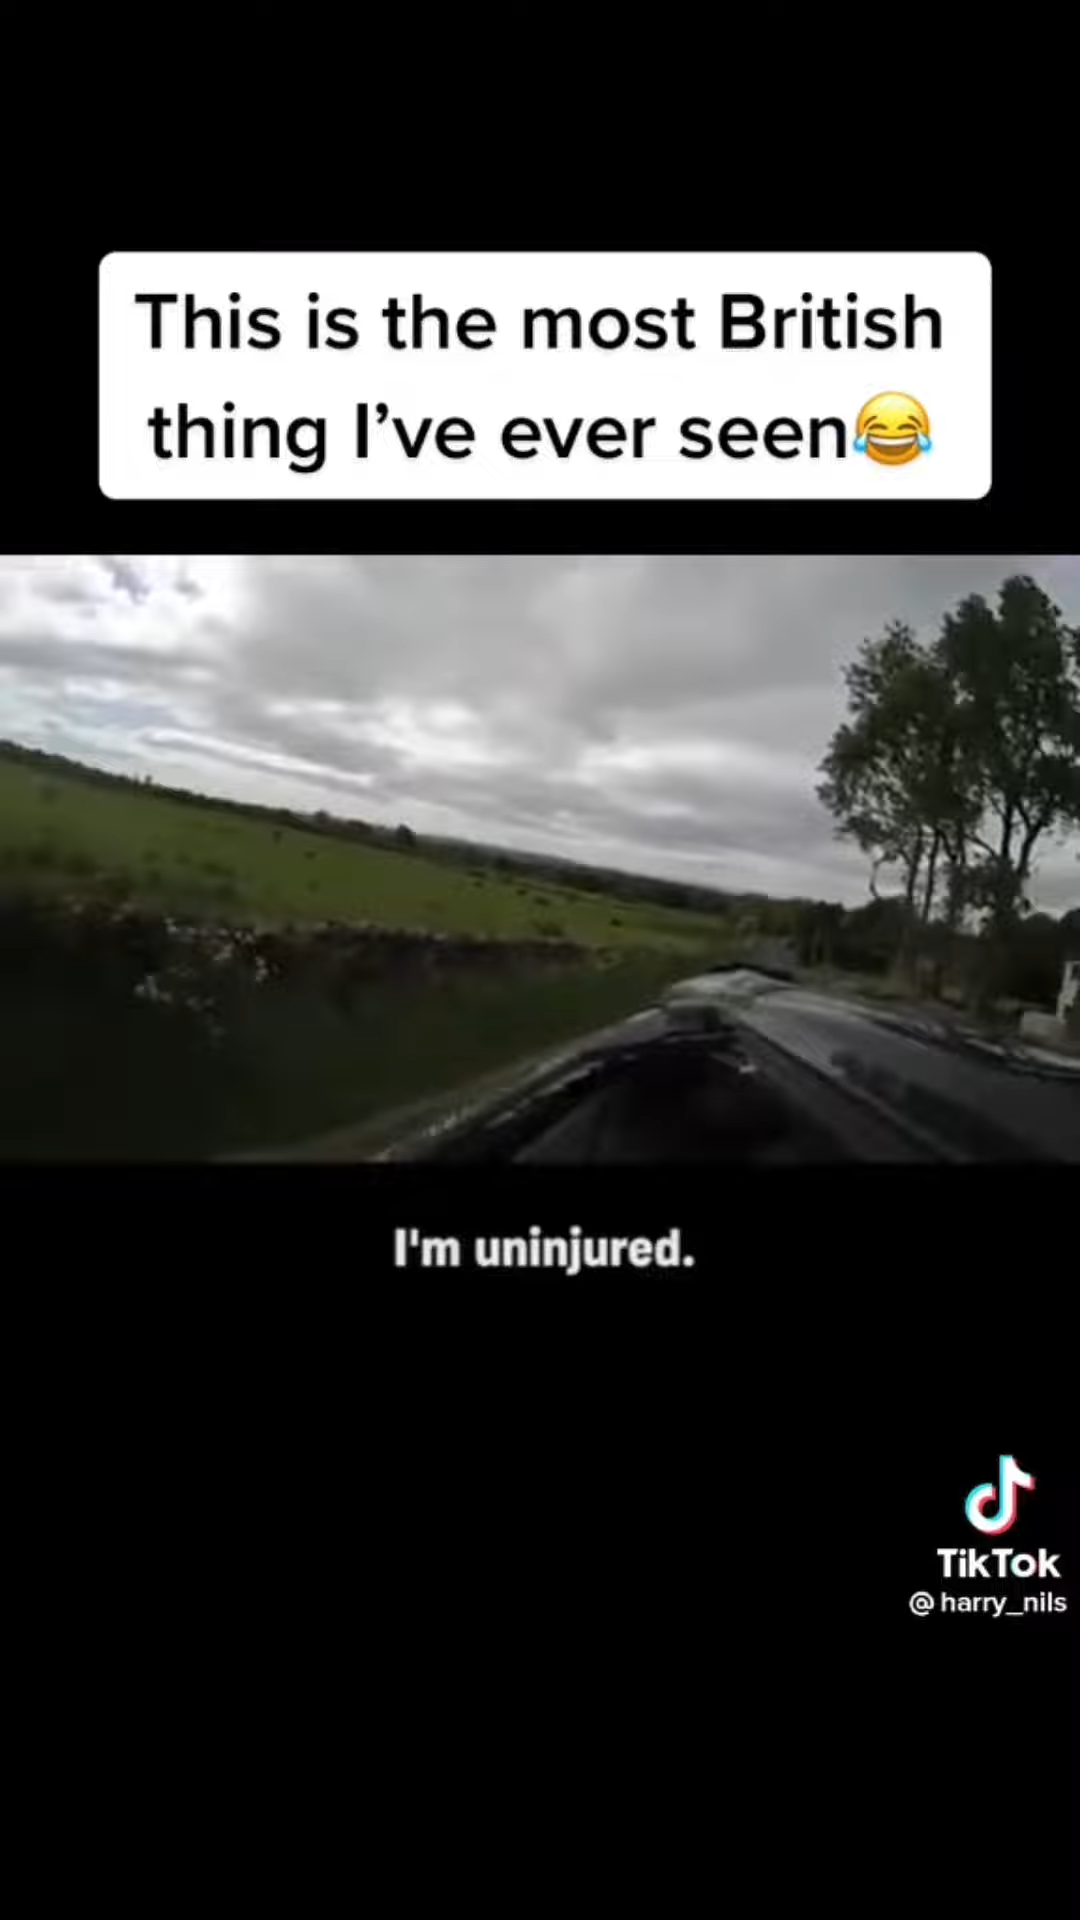 This is the most British
thing I’ve ever seen😂
I'm uninjured.
TikTok
@harry_nils